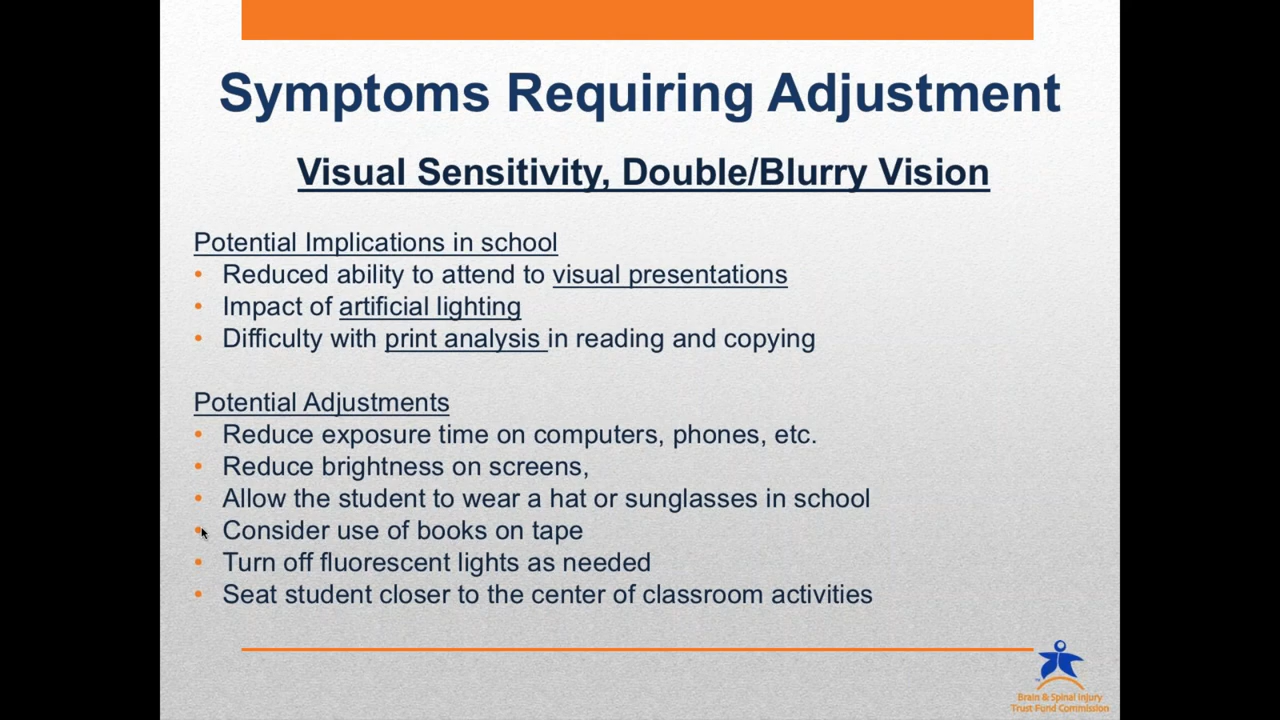 Symptoms Requiring Adjustment
Visual Sensitivity, Double/Blurry Vision
Potential Implications in school
• Reduced ability to attend to visual presentations
• Impact of artificial lighting
• Difficulty with print analysis in reading and copying
Potential Adjustments
• Reduce exposure time on computers, phones, etc.
• Reduce brightness on screens,
• Allow the student to wear a hat or sunglasses in school
• Consider use of books on tape
• Turn off fluorescent lights as needed
• Seat student closer to the center of classroom activities
Brain & Spinal Injury
Trust Fund Commission